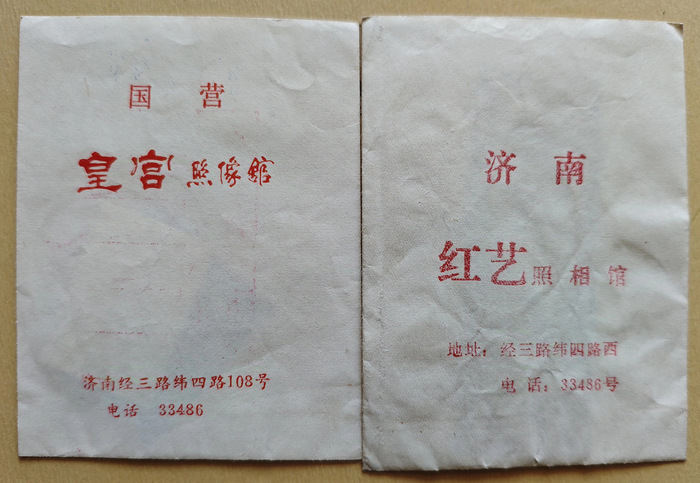 国营
皇宫照像館
济南经三路纬四路108号
电话 33486
济南
红艺照相馆
地址：经三路纬四路西
电话：33486号